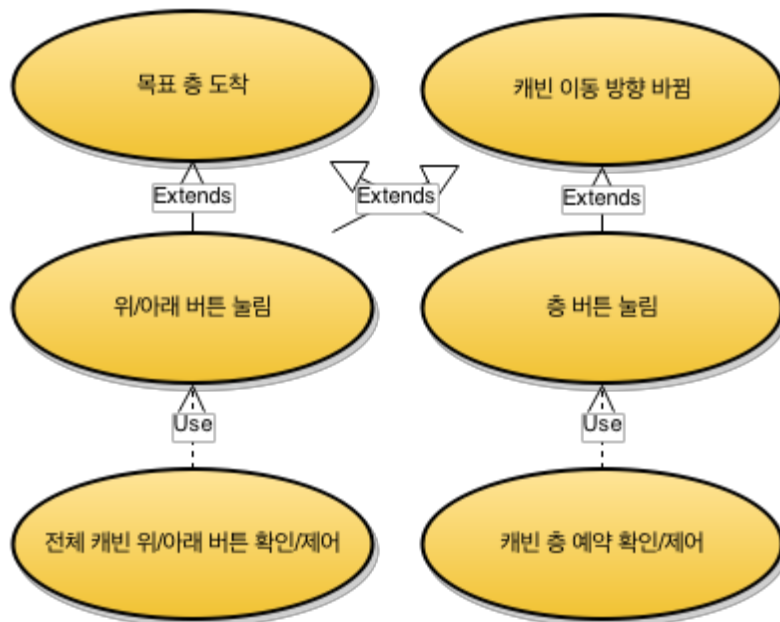 목표 층 도착
캐빈 이동 방향 바뀜
Extends
Extends
Extends
위/아래 버튼 눌림
층 버튼 눌림
Use
Use
전체 캐빈 위/아래 버튼 확인/제어
캐빈 층 예약 확인/제어